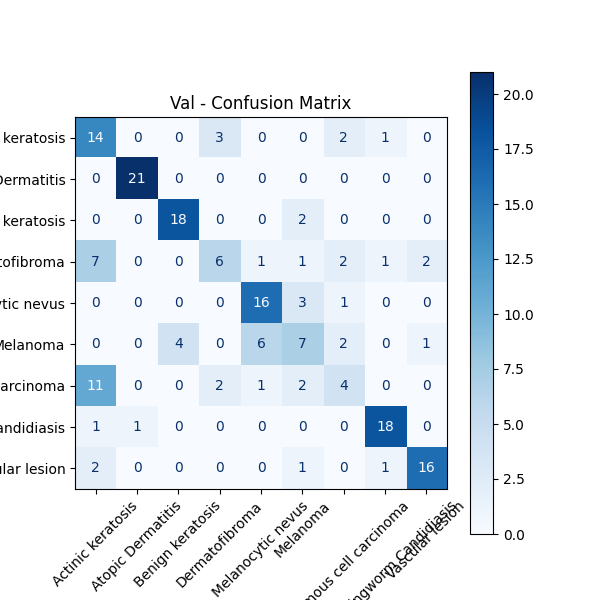 Val - Confusion Matrix
keratosis 14 0 0 3 0 0 2 1 0
Dermatitis 0 21 0 0 0 0 0 0 0
keratosis 0 0 18 0 0 2 0 0 0
tofibroma 7 0 0 6 1 1 2 1 2
ytic nevus 0 0 0 0 16 3 1 0 0
Melanoma 0 0 4 0 6 7 2 0 1
arcinoma 11 0 0 2 1 2 4 0 0
andidiasis 1 1 0 0 0 0 0 18 0
ular lesion 2 0 0 0 0 1 0 1 16
Actinic keratosis
Atopic Dermatitis
Benign keratosis
Dermatofibroma
Melanocytic nevus
Melanoma
mous cell carcinoma
ngworm Candidiasis
Vascular lesion
20.0
17.5
15.0
12.5
10.0
7.5
5.0
2.5
0.0